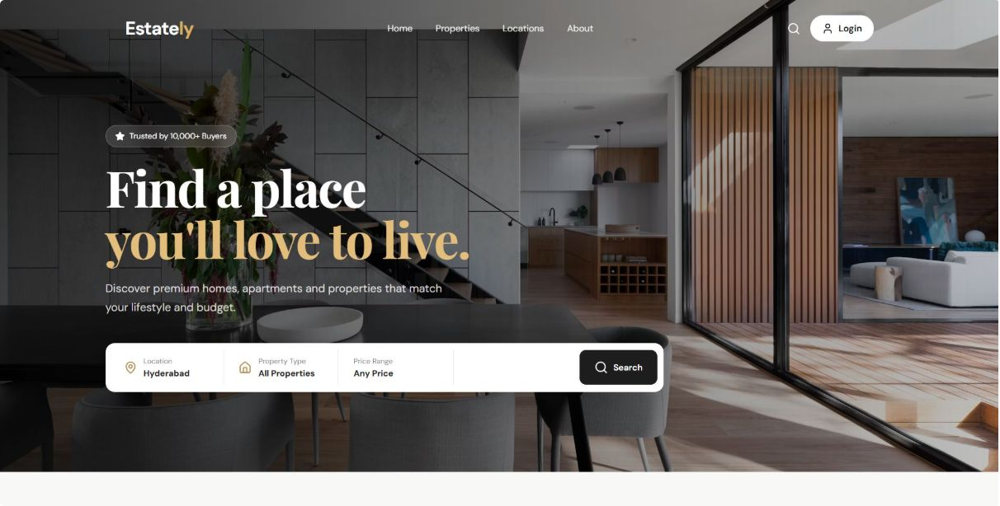 Estately
Home
Properties
Locations
About
Login
Trusted by 10,000+ Buyers
Find a place
you'll love to live.
Discover premium homes, apartments and properties that match
your lifestyle and budget.
Location
Hyderabad
Property Type
All Properties
Price Range
Any Price
Search